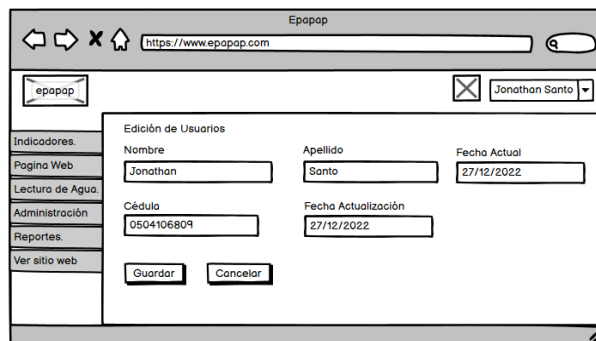 Epapap
https://www.epapap.com
epapap
Jonathan Santo
Indicadores.
Pagina Web
Lectura de Agua.
Administración
Reportes.
Ver sitio web
Edición de Usuarios
Nombre Apellido Fecha Actual
Jonathan Santo 27/12/2022
Cédula Fecha Actualización
0504106809 27/12/2022
Guardar Cancelar